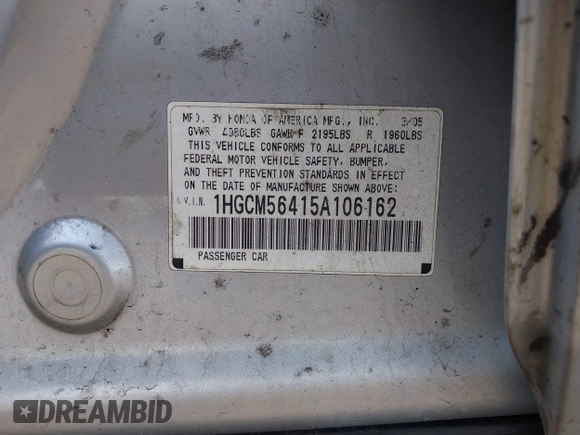 MFD. BY HONDA OF AMERICA MFG., INC. 3/05
GVWR 4080LBS GAWR F 2195LBS R 1960LBS
THIS VEHICLE CONFORMS TO ALL APPLICABLE
FEDERAL MOTOR VEHICLE SAFETY, BUMPER,
AND THEFT PREVENTION STANDARDS IN EFFECT
ON THE DATE OF MANUFACTURE SHOWN ABOVE:
V.I.N. 1HGCM56415A106162
PASSENGER CAR
DREAMBID